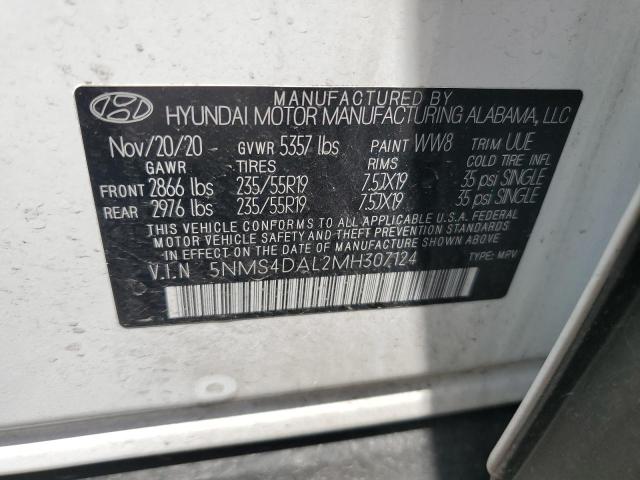 MANUFACTURED BY
HYUNDAI MOTOR MANUFACTURING ALABAMA, LLC
Nov/20/20 GVWR 5357 lbs PAINT WW8 TRIM UUE
GAWR TIRES RIMS COLD TIRE INFL
FRONT 2866 lbs 235/55R19 7.5JX19 35 psi SINGLE
REAR 2976 lbs 235/55R19 7.5JX19 35 psi SINGLE
THIS VEHICLE CONFORMS TO ALL APPLICABLE U.S.A. FEDERAL
MOTOR VEHICLE SAFETY AND THEFT PREVENTION STANDARDS
IN EFFECT ON THE DATE OF MANUFACTURE SHOWN ABOVE.
V.I.N 5NMS4DAL2MH307124 TYPE: MPV